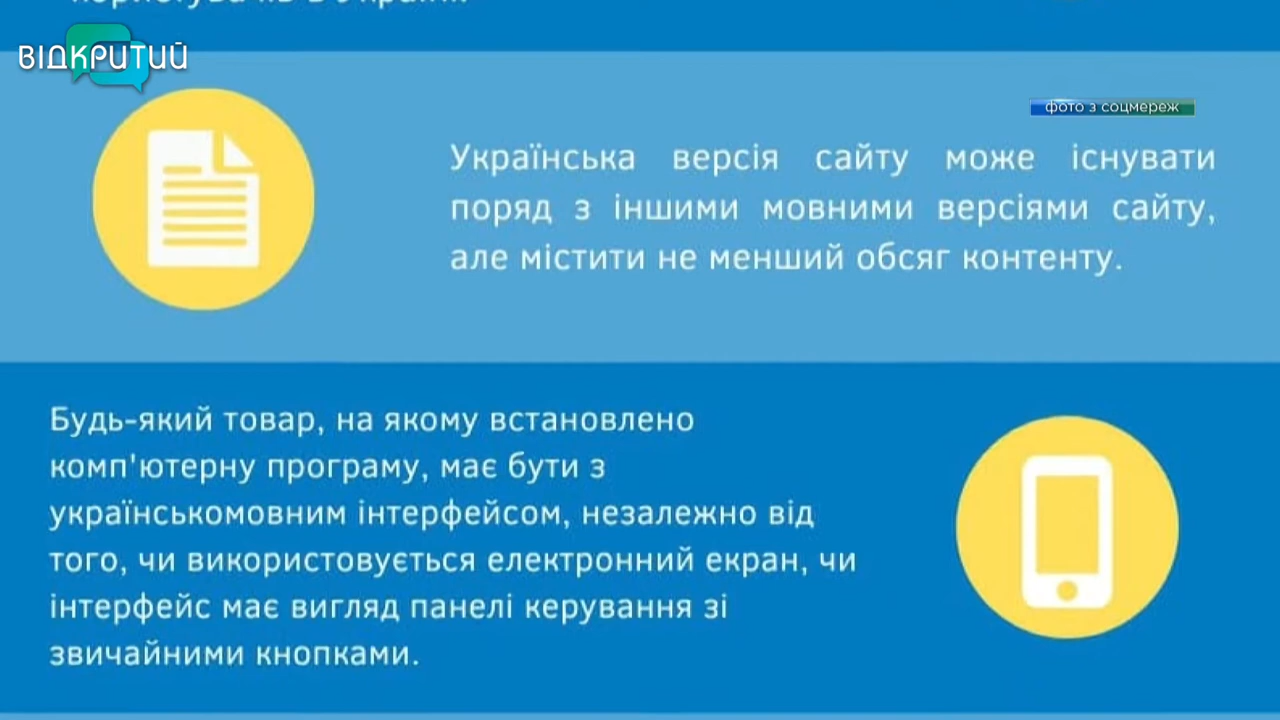 ВІДКРИТИЙ
фото з соцмереж
Українська версія сайту може існувати
поряд з іншими мовними версіями сайту,
але містити не менший обсяг контенту.
Будь-який товар, на якому встановлено
комп'ютерну програму, має бути з
українськомовним інтерфейсом, незалежно від
того, чи використовується електронний екран, чи
інтерфейс має вигляд панелі керування зі
звичайними кнопками.